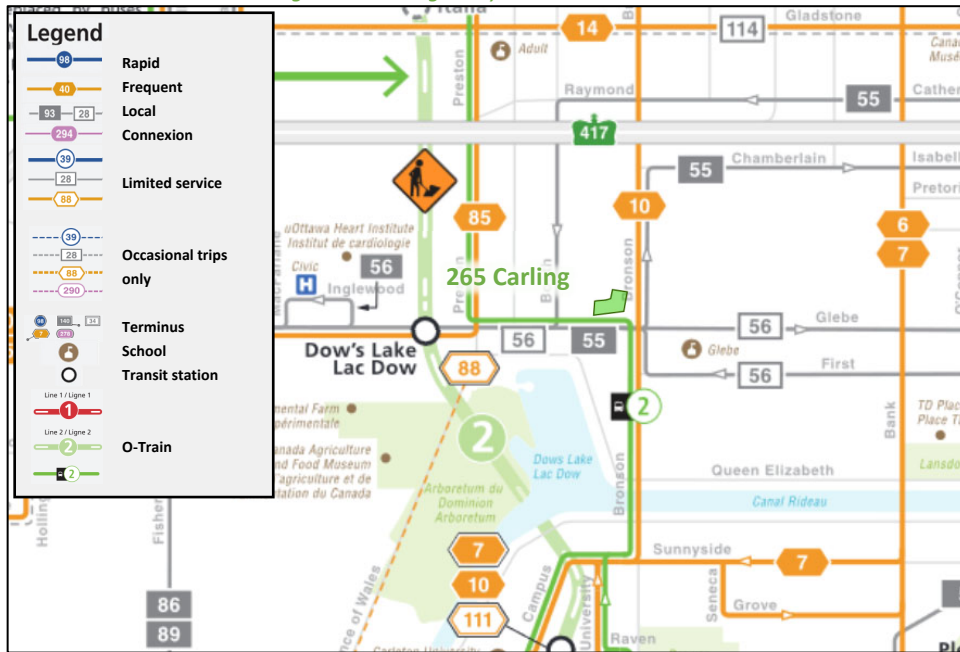 Legend
98 Rapid
40 Frequent
93 28 Local
294 Connexion
39
28 Limited service
88
39
28 Occasional trips
88 only
290
Terminus
School
Transit station
Line 1 / Ligne 1
1
Line 2 / Ligne 2
2 O-Train
2
14
Gladstone
114
Adult
Preston
Raymond
55
417
55
Chamberlain
10
Bronson
85
6
7
uOttawa Heart Institute
Institut de cardiologie
Civic
H
56
Inglewood
265 Carling
Dow's Lake
Lac Dow
56
55
56
Glebe
Glebe
First
56
88
2
2
Bank
TD Place
Dows Lake
Lac Dow
Queen Elizabeth
Canal Rideau
Bronson
Arboretum du
Dominion
Arboretum
7
10
111
Sunnyside
7
Seneca
Grove
Campus
University
Raven
86
89